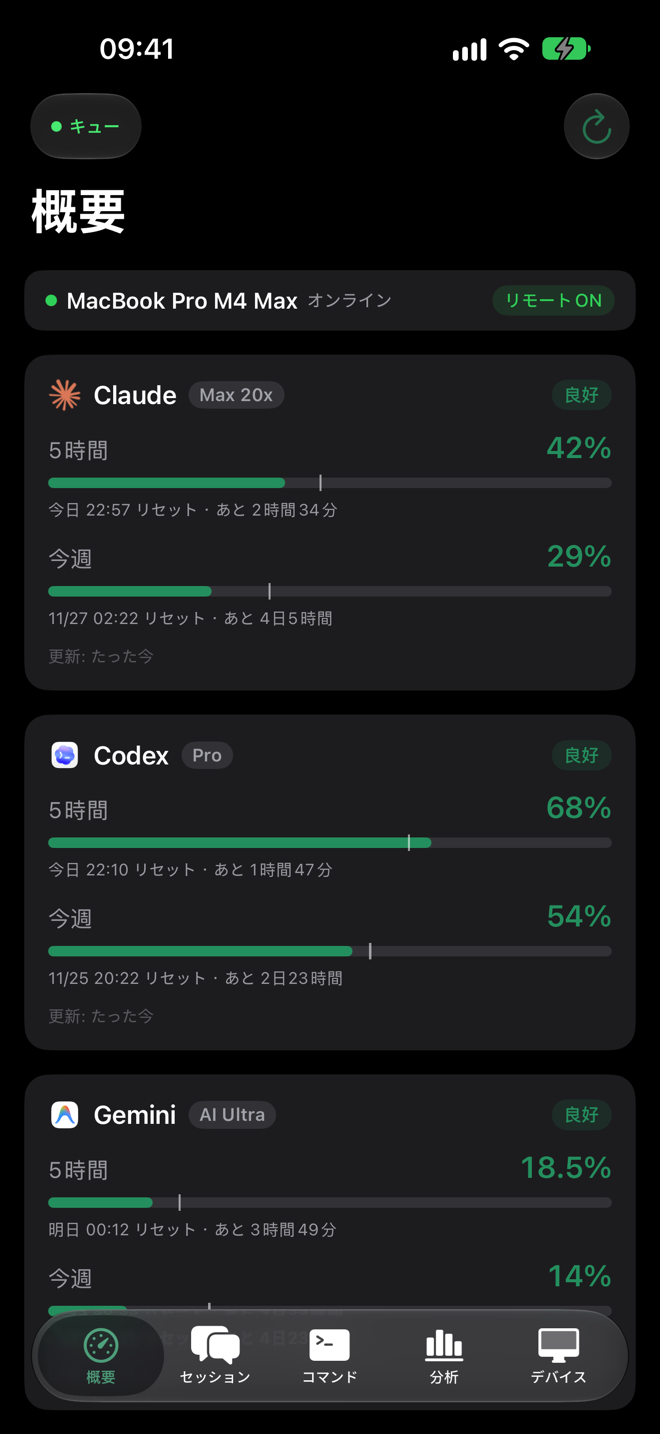 09:41
キュー
概要
MacBook Pro M4 Max オンライン リモート ON
Claude Max 20x 良好
5時間 42%
今日 22:57 リセット · あと 2時間34分
今週 29%
11/27 02:22 リセット · あと 4日5時間
更新: たった今
Codex Pro 良好
5時間 68%
今日 22:10 リセット · あと 1時間47分
今週 54%
11/25 20:22 リセット · あと 2日23時間
更新: たった今
Gemini AI Ultra 良好
5時間 18.5%
明日 00:12 リセット · あと 3時間49分
今週 14%
概要 セッション コマンド 分析 デバイス